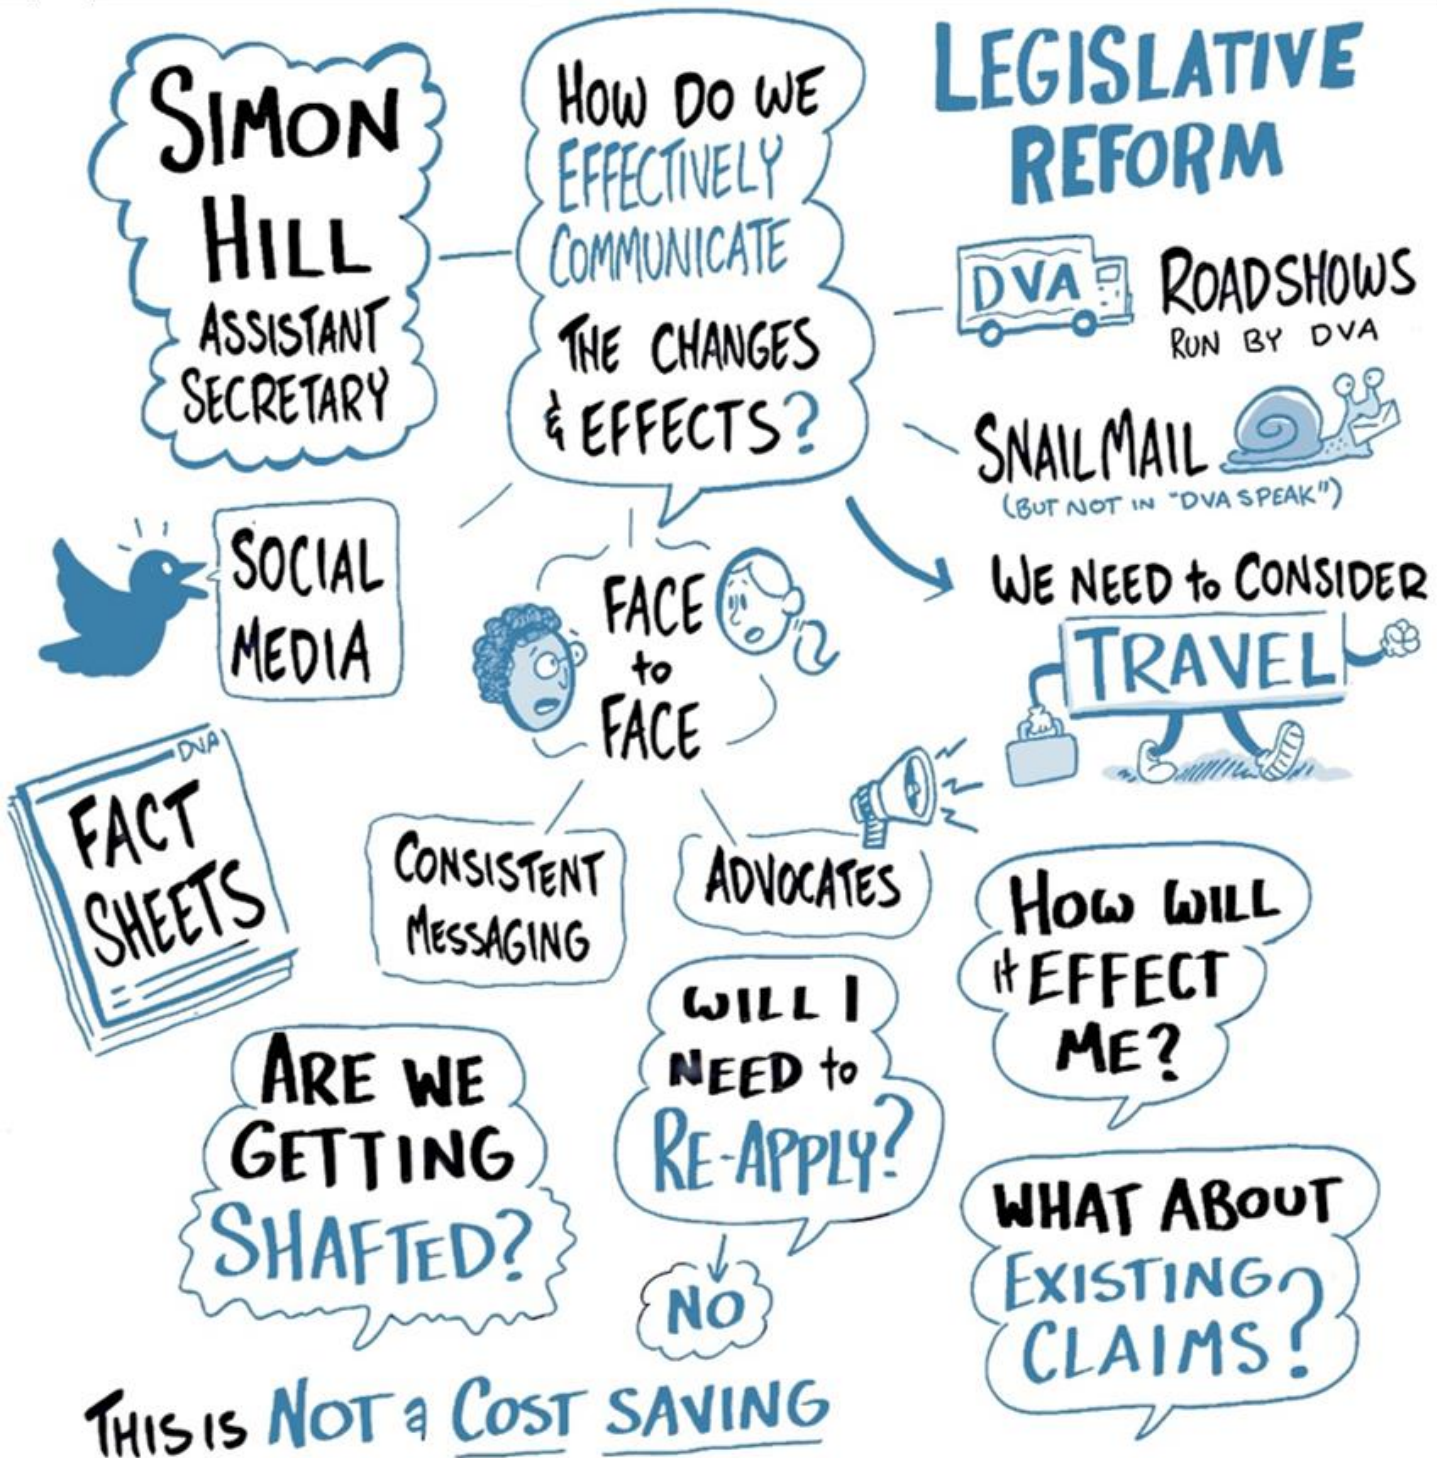 SIMON
HILL
ASSISTANT
SECRETARY
HOW DO WE
EFFECTIVELY
COMMUNICATE
THE CHANGES
& EFFECTS?
LEGISLATIVE
REFORM
DVA
ROADSHOWS
RUN BY DVA
SNAIL MAIL
(BUT NOT IN "DVA SPEAK")
WE NEED to CONSIDER
TRAVEL
SOCIAL
MEDIA
FACE
to
FACE
DVA
FACT
SHEETS
CONSISTENT
MESSAGING
ADVOCATES
HOW WILL
it EFFECT
ME?
WILL I
NEED to
RE-APPLY?
NO
ARE WE
GETTING
SHAFTED?
WHAT ABOUT
EXISTING
CLAIMS?
THIS IS NOT a COST SAVING